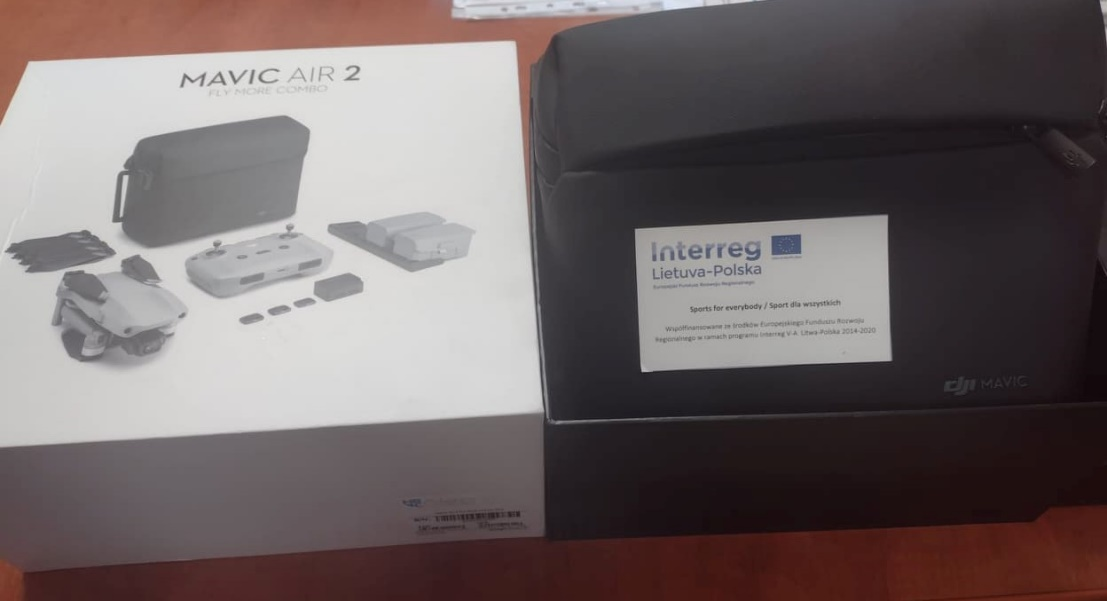 MAVIC AIR 2
FLY MORE COMBO
Interreg
Lietuva-Polska
Europejski Fundusz Rozwoju Regionalnego
Sports for everybody / Sport dla wszystkich
Współfinansowane ze środków Europejskiego Funduszu Rozwoju
Regionalnego w ramach programu Interreg V-A Litwa-Polska 2014-2020
dji MAVIC